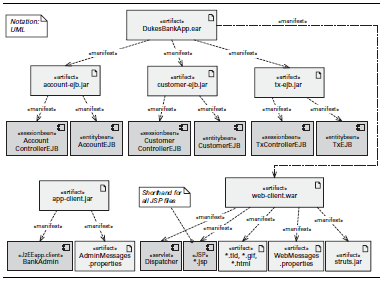 Notation:
UML
«artifact»
DukesBankApp.ear
«manifest»
«manifest»
«manifest»
«manifest»
«artifact»
account-ejb.jar
«artifact»
customer-ejb.jar
«artifact»
tx-ejb.jar
«manifest»
«manifest»
«manifest»
«manifest»
«manifest»
«manifest»
«sessionbean»
Account
ControllerEJB
«entitybean»
AccountEJB
«sessionbean»
Customer
ControllerEJB
«entitybean»
CustomerEJB
«sessionbean»
TxControllerEJB
«entitybean»
TxEJB
«artifact»
app-client.jar
Shorthand for
all JSP files
«artifact»
web-client.war
«manifest»
«manifest»
«manifest»
«manifest»
«manifest»
«J2EEapp.client»
BankAdmin
«artifact»
AdminMessages
.properties
«servlet»
Dispatcher
«JSP»
*.jsp
«artifact»
*.tld, *.gif,
*.html
«artifact»
WebMessages
.properties
«artifact»
struts.jar